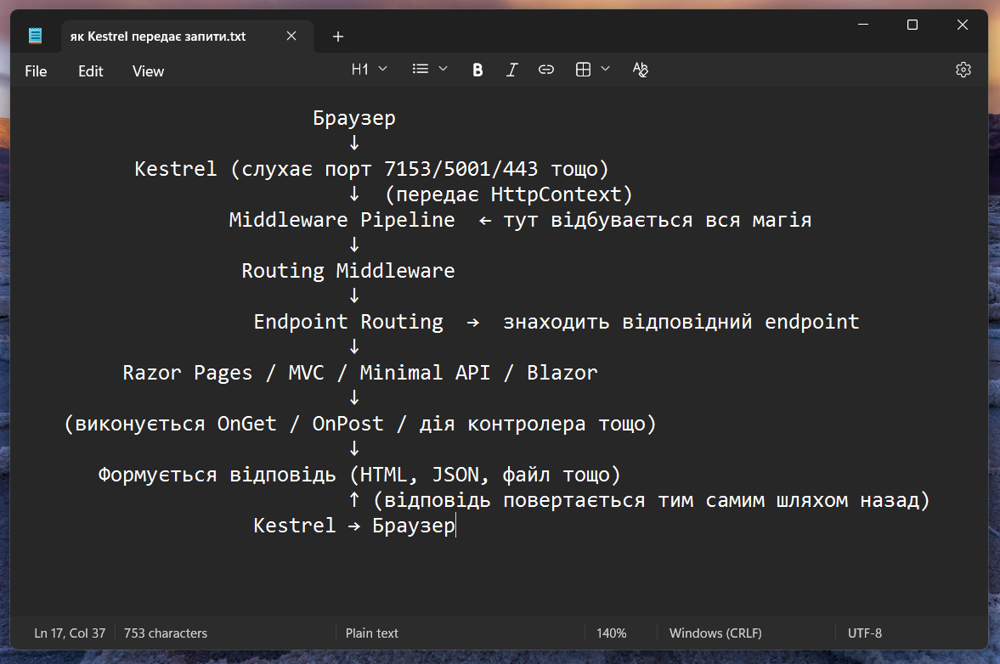 як Kestrel передає запити.txt
File Edit View H1 B I
Браузер
↓
Kestrel (слухає порт 7153/5001/443 тощо)
↓ (передає HttpContext)
Middleware Pipeline ← тут відбувається вся магія
↓
Routing Middleware
↓
Endpoint Routing → знаходить відповідний endpoint
↓
Razor Pages / MVC / Minimal API / Blazor
↓
(виконується OnGet / OnPost / дія контролера тощо)
↓
Формується відповідь (HTML, JSON, файл тощо)
↑ (відповідь повертається тим самим шляхом назад)
Kestrel → Браузер
Ln 17, Col 37 753 characters Plain text 140% Windows (CRLF) UTF-8